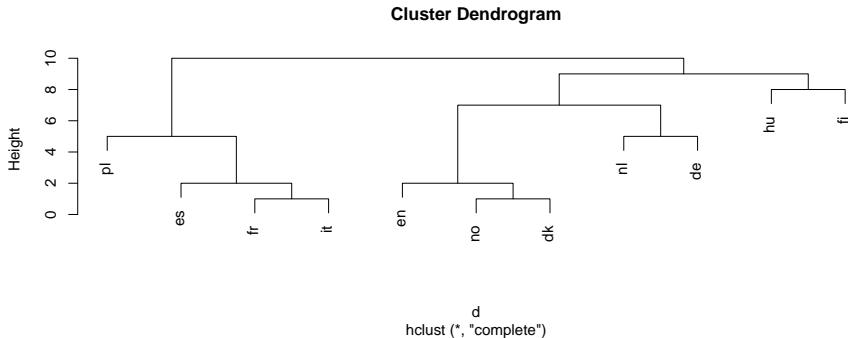 Cluster Dendrogram
Height
0 2 4 6 8 10
pl
es
fr
it
en
no
dk
nl
de
hu
fi
d
hclust (*, "complete")